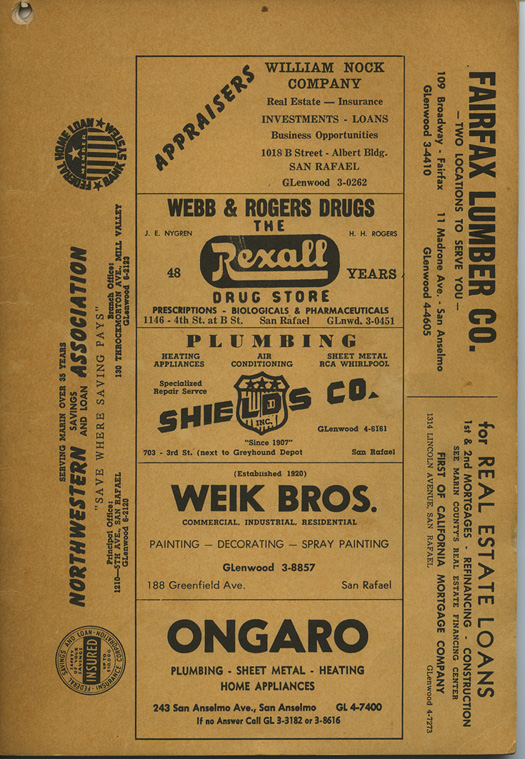 APPRAISERS
WILLIAM NOCK
COMPANY
Real Estate — Insurance
INVESTMENTS - LOANS
Business Opportunities
1018 B Street - Albert Bldg.
SAN RAFAEL
GLenwood 3-0262
WEBB & ROGERS DRUGS
J. E. NYGREN THE H. H. ROGERS
48 Rexall YEARS
DRUG STORE
PRESCRIPTIONS - BIOLOGICALS & PHARMACEUTICALS
1146 - 4th St. at B St. San Rafael GLnwd. 3-0451
PLUMBING
HEATING APPLIANCES
AIR CONDITIONING
SHEET METAL RCA WHIRLPOOL
Specialized
Repair Servce
SHIELDS CO.
INC.
GLenwood 4-6161
"Since 1907"
703 - 3rd St. (next to Greyhound Depot San Rafael
(Established 1920)
WEIK BROS.
COMMERCIAL, INDUSTRIAL, RESIDENTIAL
PAINTING — DECORATING — SPRAY PAINTING
GLenwood 3-8857
188 Greenfield Ave. San Rafael
ONGARO
PLUMBING - SHEET METAL - HEATING
HOME APPLIANCES
243 San Anselmo Ave., San Anselmo GL 4-7400
If no Answer Call GL 3-3182 or 3-8616
FEDERAL HOME LOAN BANK SYSTEM
SERVING MARIN OVER 35 YEARS
NORTHWESTERN SAVINGS AND LOAN ASSOCIATION
"SAVE WHERE SAVING PAYS"
Principal Office:
1210—5TH AVE., SAN RAFAEL
GLenwood 6-2120
Branch Office:
130 THROCKMORTON AVE., MILL VALLEY
GLenwood 6-2123
FEDERAL SAVINGS AND LOAN INSURANCE CORPORATION
INSURED
FAIRFAX LUMBER CO.
— TWO LOCATIONS TO SERVE YOU —
109 Broadway - Fairfax 11 Madrone Ave. - San Anselmo
GLenwood 3-4410 GLenwood 4-4605
for REAL ESTATE LOANS
1st & 2nd MORTGAGES - REFINANCING - CONSTRUCTION
SEE MARIN COUNTY'S REAL ESTATE FINANCING CENTER
FIRST OF CALIFORNIA MORTGAGE COMPANY
1314 LINCOLN AVENUE, SAN RAFAEL GLenwood 4-7273